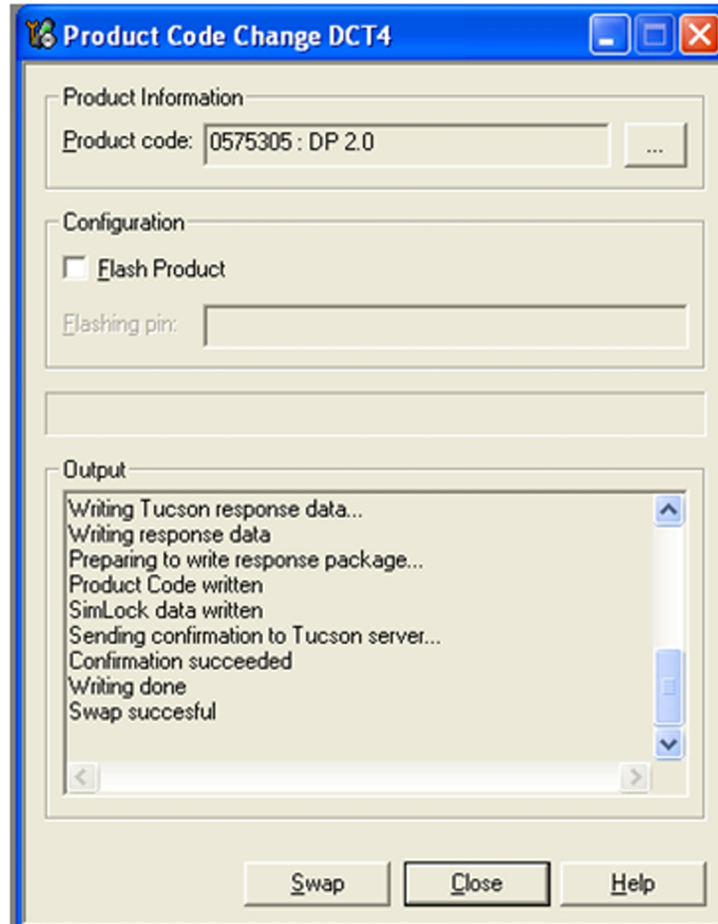 Product Code Change DCT4
Product Information
Product code: 0575305 : DP 2.0 ...
Configuration
Flash Product
Flashing pin:
Output
Writing Tucson response data...
Writing response data
Preparing to write response package...
Product Code written
SimLock data written
Sending confirmation to Tucson server...
Confirmation succeeded
Writing done
Swap succesful
Swap Close Help